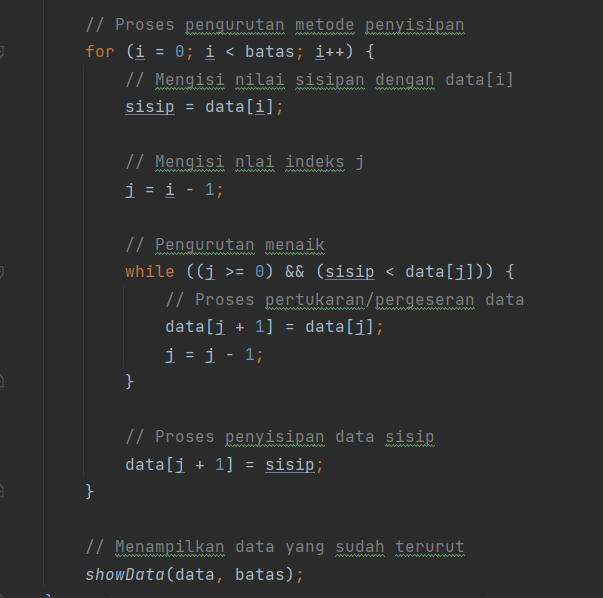 // Proses pengurutan metode penyisipan
for (i = 0; i < batas; i++) {
// Mengisi nilai sisipan dengan data[i]
sisip = data[i];
// Mengisi nlai indeks j
j = i - 1;
// Pengurutan menaik
while ((j >= 0) && (sisip < data[j])) {
// Proses pertukaran/pergeseran data
data[j + 1] = data[j];
j = j - 1;
}
// Proses penyisipan data sisip
data[j + 1] = sisip;
}
// Menampilkan data yang sudah terurut
showData(data, batas);